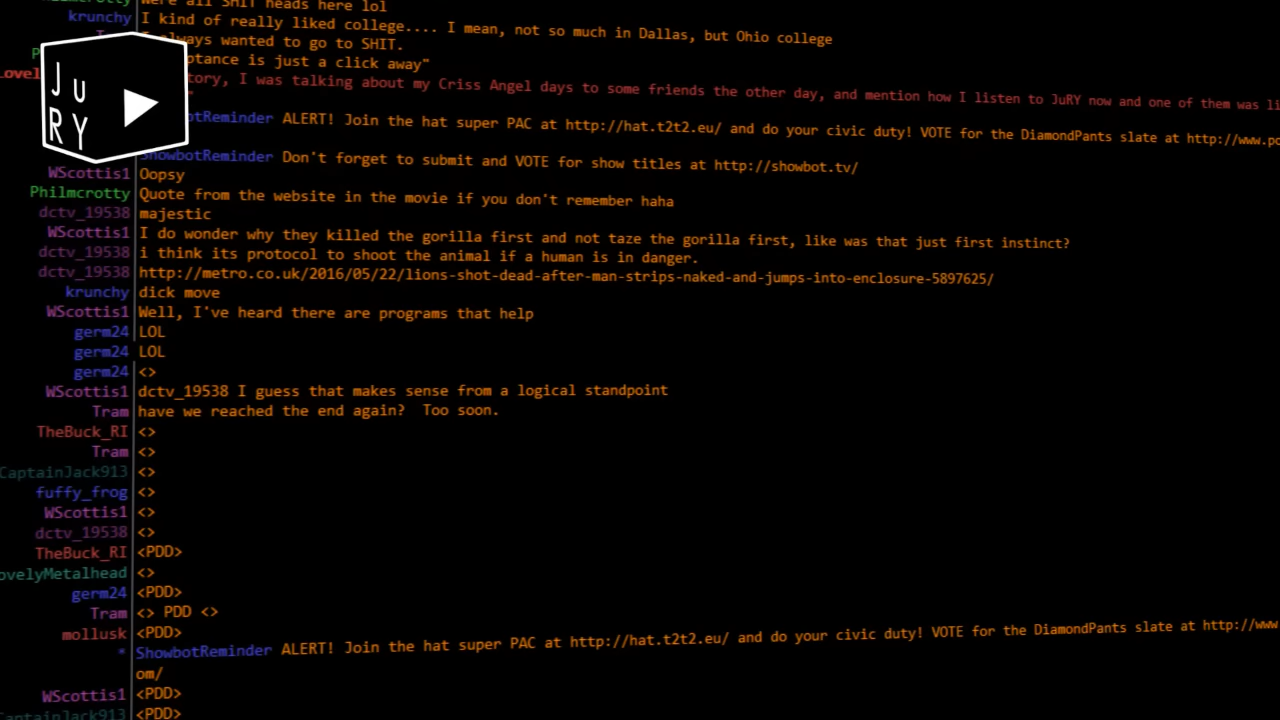 Philmcrotty were all SHIT heads here lol
krunchy I kind of really liked college.... I mean, not so much in Dallas, but Ohio college
always wanted to go to SHIT.
ptance is just a click away"
Lovel tory, I was talking about my Criss Angel days to some friends the other day, and mention how I listen to JuRY now and one of them was li
JuRY
botReminder ALERT! Join the hat super PAC at http://hat.t2t2.eu/ and do your civic duty! VOTE for the DiamondPants slate at http://www.po
ShowbotReminder Don't forget to submit and VOTE for show titles at http://showbot.tv/
WScottis1 Oopsy
Philmcrotty Quote from the website in the movie if you don't remember haha
dctv_19538 majestic
WScottis1 I do wonder why they killed the gorilla first and not taze the gorilla first, like was that just first instinct?
dctv_19538 i think its protocol to shoot the animal if a human is in danger.
dctv_19538 http://metro.co.uk/2016/05/22/lions-shot-dead-after-man-strips-naked-and-jumps-into-enclosure-5897625/
krunchy dick move
WScottis1 Well, I've heard there are programs that help
germ24 LOL
germ24 LOL
germ24 <>
WScottis1 dctv_19538 I guess that makes sense from a logical standpoint
Tram have we reached the end again?  Too soon.
TheBuck_RI <>
Tram <>
CaptainJack913 <>
fuffy_frog <>
WScottis1 <>
dctv_19538 <>
TheBuck_RI <PDD>
ovelyMetalhead <>
germ24 <PDD>
Tram <> PDD <>
mollusk <PDD>
* ShowbotReminder ALERT! Join the hat super PAC at http://hat.t2t2.eu/ and do your civic duty! VOTE for the DiamondPants slate at http://www
om/
WScottis1 <PDD>
CaptainJack913 <PDD>